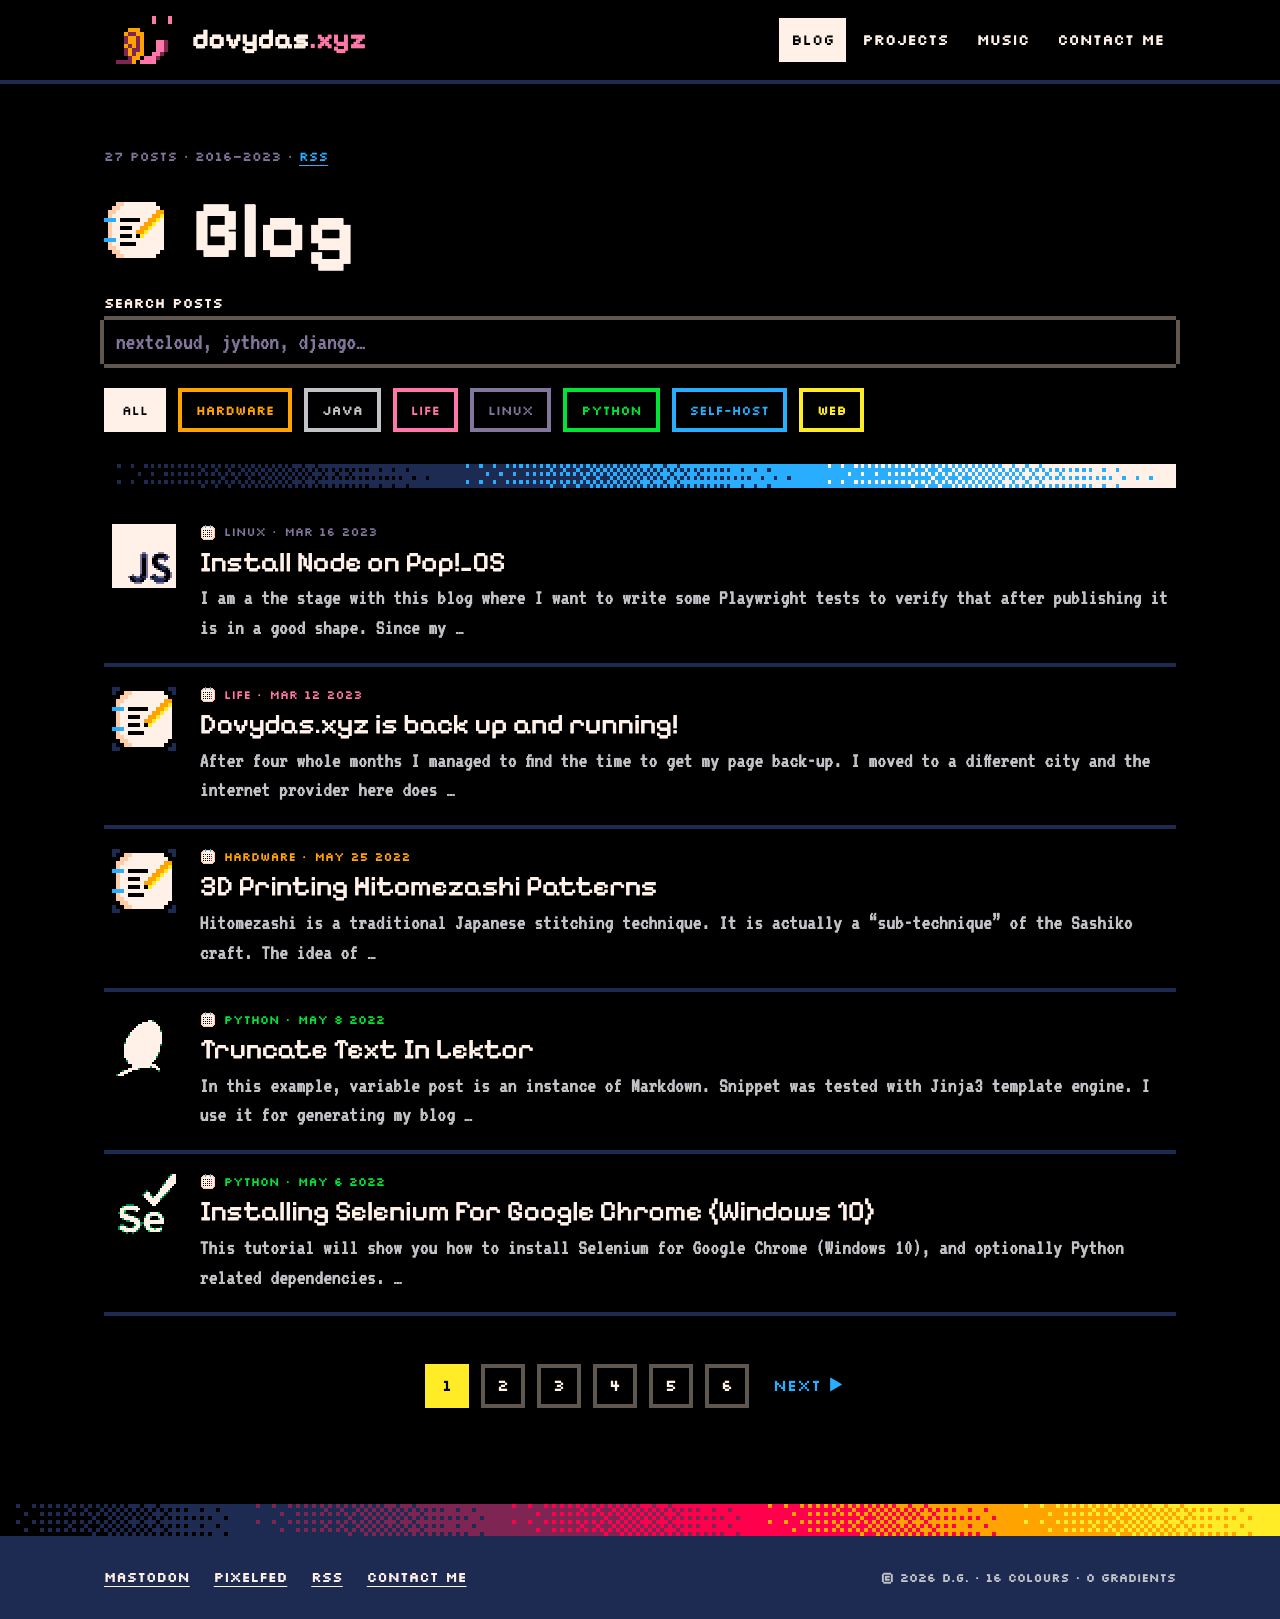 dovydas.xyz
BLOG PROJECTS MUSIC CONTACT ME
27 POSTS · 2016–2023 · RSS
Blog
SEARCH POSTS
nextcloud, jython, django…
ALL HARDWARE JAVA LIFE LINUX PYTHON SELF-HOST WEB
JS
LINUX · MAR 16 2023
Install Node on Pop!_OS
I am a the stage with this blog where I want to write some Playwright tests to verify that after publishing it
is in a good shape. Since my …
LIFE · MAR 12 2023
Dovydas.xyz is back up and running!
After four whole months I managed to find the time to get my page back-up. I moved to a different city and the
internet provider here does …
HARDWARE · MAY 25 2022
3D Printing Hitomezashi Patterns
Hitomezashi is a traditional Japanese stitching technique. It is actually a “sub-technique” of the Sashiko
craft. The idea of …
PYTHON · MAY 8 2022
Truncate Text In Lektor
In this example, variable post is an instance of Markdown. Snippet was tested with Jinja3 template engine. I
use it for generating my blog …
Se
PYTHON · MAY 6 2022
Installing Selenium For Google Chrome (Windows 10)
This tutorial will show you how to install Selenium for Google Chrome (Windows 10), and optionally Python
related dependencies. …
1 2 3 4 5 6 NEXT ▶
MASTODON PIXELFED RSS CONTACT ME
© 2026 D.G. · 16 COLOURS · 0 GRADIENTS